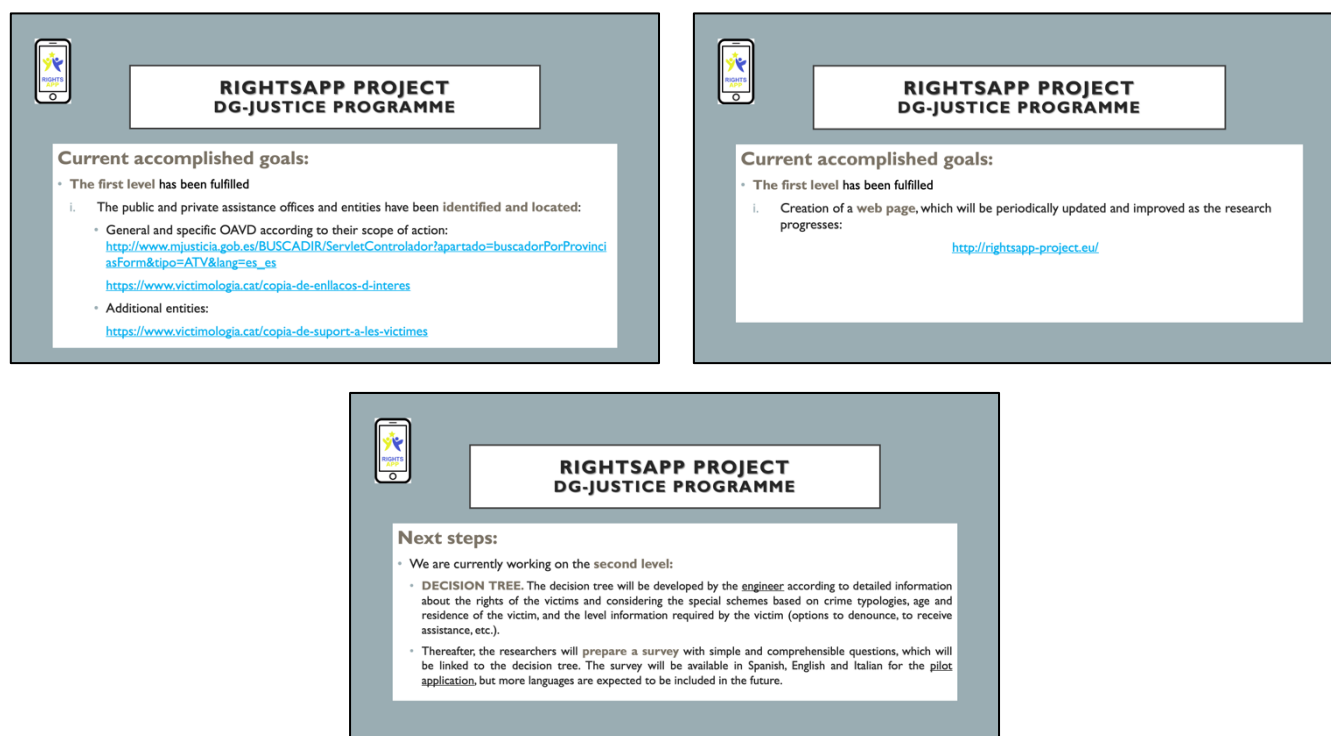 RIGHTS
APP
RIGHTSAPP PROJECT
DG-JUSTICE PROGRAMME
Current accomplished goals:
• The first level has been fulfilled
i. The public and private assistance offices and entities have been identified and located:
• General and specific OAVD according to their scope of action:
http://www.mjusticia.gob.es/BUSCADIR/ServletControlador?apartado=buscadorPorProvinci
asForm&tipo=ATV&lang=es_es
https://www.victimologia.cat/copia-de-enllacos-d-interes
• Additional entities:
https://www.victimologia.cat/copia-de-suport-a-les-victimes
RIGHTS
APP
RIGHTSAPP PROJECT
DG-JUSTICE PROGRAMME
Current accomplished goals:
• The first level has been fulfilled
i. Creation of a web page, which will be periodically updated and improved as the research
progresses:
http://rightsapp-project.eu/
RIGHTS
APP
RIGHTSAPP PROJECT
DG-JUSTICE PROGRAMME
Next steps:
• We are currently working on the second level:
• DECISION TREE. The decision tree will be developed by the engineer according to detailed information
about the rights of the victims and considering the special schemes based on crime typologies, age and
residence of the victim, and the level information required by the victim (options to denounce, to receive
assistance, etc.).
• Thereafter, the researchers will prepare a survey with simple and comprehensible questions, which will
be linked to the decision tree. The survey will be available in Spanish, English and Italian for the pilot
application, but more languages are expected to be included in the future.